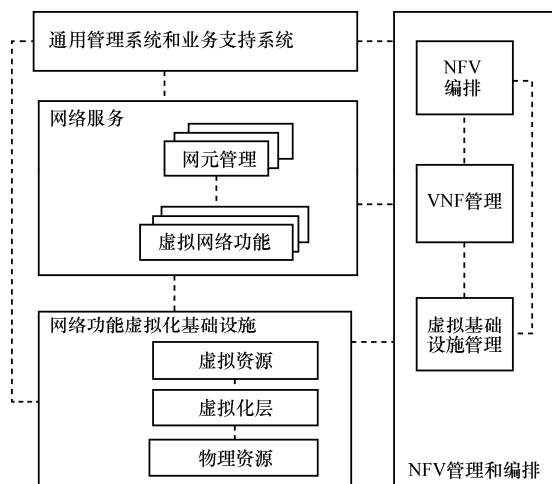 通用管理系统和业务支持系统
网络服务
网元管理
虚拟网络功能
网络功能虚拟化基础设施
虚拟资源
虚拟化层
物理资源
NFV
编排
VNF管理
虚拟基础
设施管理
NFV管理和编排